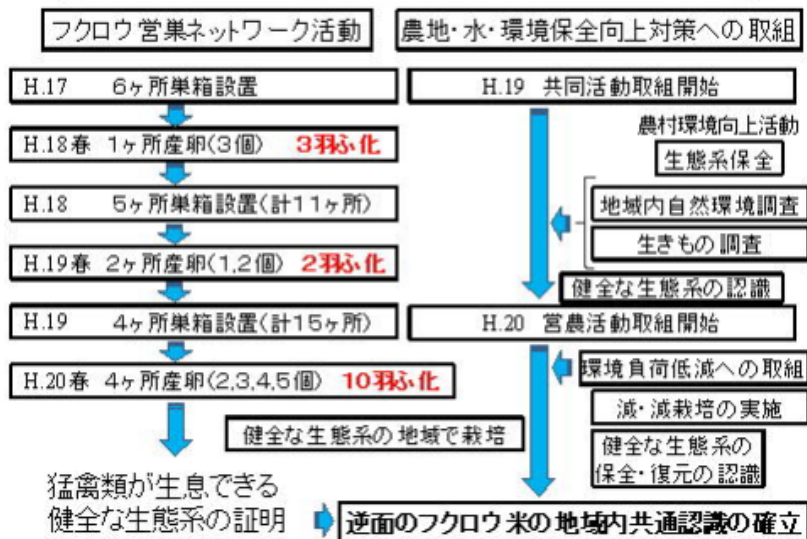 フクロウ営巣ネットワーク活動
H.17 6ヶ所巣箱設置
H.18春 1ヶ所産卵(3個) 3羽ふ化
H.18 5ヶ所巣箱設置(計11ヶ所)
H.19春 2ヶ所産卵(1,2個) 2羽ふ化
H.19 4ヶ所巣箱設置(計15ヶ所)
H.20春 4ヶ所産卵(2,3,4,5個) 10羽ふ化
農地・水・環境保全向上対策への取組
H.19 共同活動取組開始
農村環境向上活動
生態系保全
地域内自然環境調査
生きもの調査
健全な生態系の認識
H.20 営農活動取組開始
環境負荷低減への取組
減・減栽培の実施
健全な生態系の
保全・復元の認識
健全な生態系の地域で栽培
猛禽類が生息できる
健全な生態系の証明
逆面のフクロウ米の地域内共通認識の確立